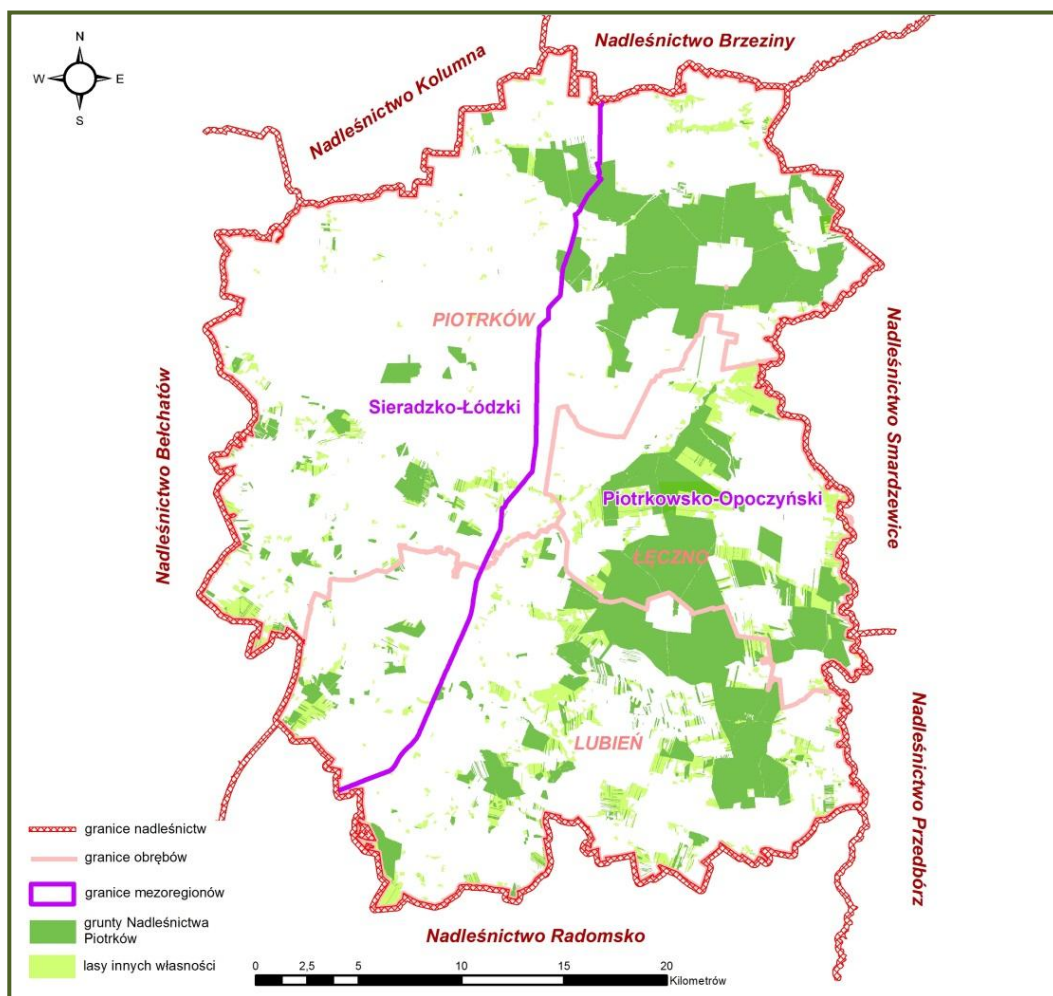 N
W
E
S
Nadleśnictwo Brzeziny
Nadleśnictwo Kolumna
PIOTRKÓW
Sieradzko-Łódzki
Nadleśnictwo Bełchatów
Nadleśnictwo Smardzewice
Piotrkowsko-Opoczyński
ŁĘCZNO
LUBIEŃ
Nadleśnictwo Przedbórz
Nadleśnictwo Radomsko
granice nadleśnictw
granice obrębów
granice mezoregionów
grunty Nadleśnictwa
Piotrków
lasy innych własności
0 2,5 5 10 15 20
Kilometrów